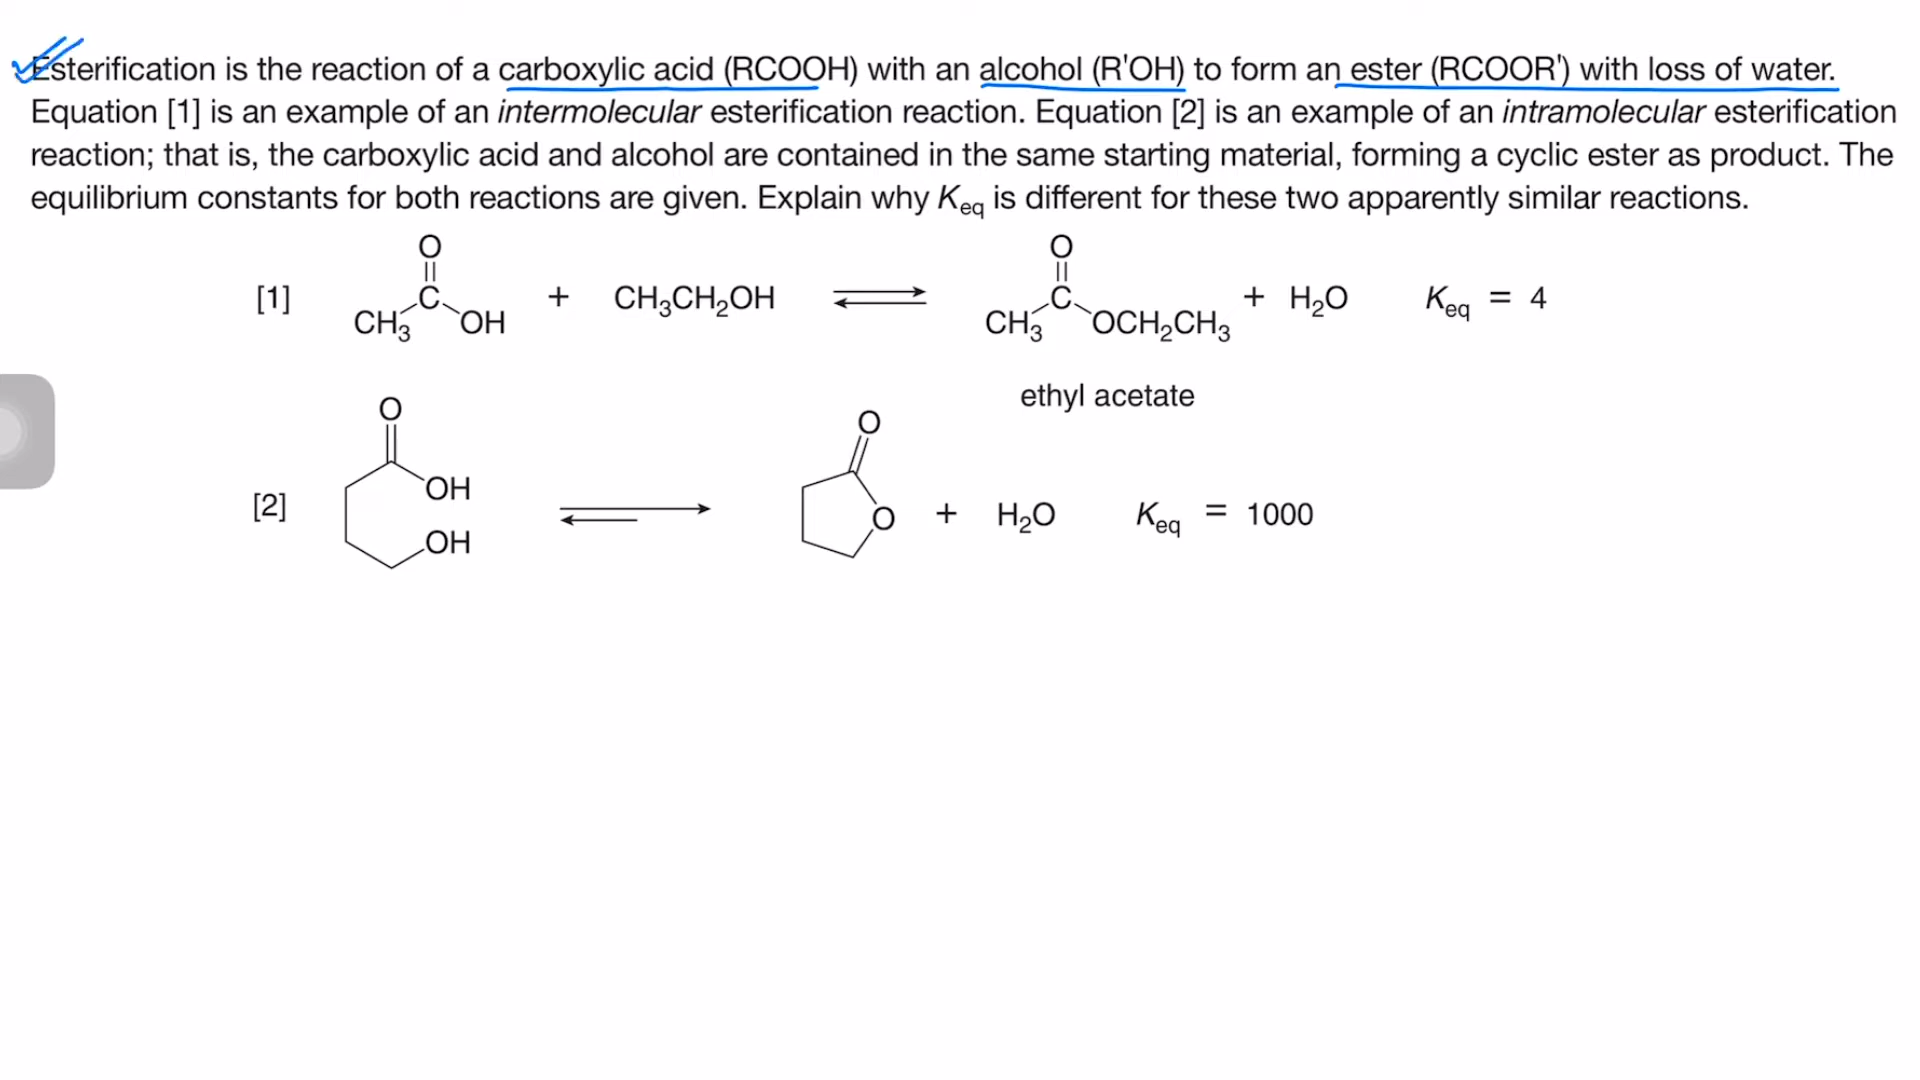 Esterification is the reaction of a carboxylic acid (RCOOH) with an alcohol (R'OH) to form an ester (RCOOR') with loss of water.
Equation [1] is an example of an intermolecular esterification reaction. Equation [2] is an example of an intramolecular esterification
reaction; that is, the carboxylic acid and alcohol are contained in the same starting material, forming a cyclic ester as product. The
equilibrium constants for both reactions are given. Explain why Keq is different for these two apparently similar reactions.
O O
[1] C + CH₃CH₂OH C + H₂O Keq = 4
CH₃ OH CH₃ OCH₂CH₃
ethyl acetate
O O
OH
[2] O + H₂O Keq = 1000
OH